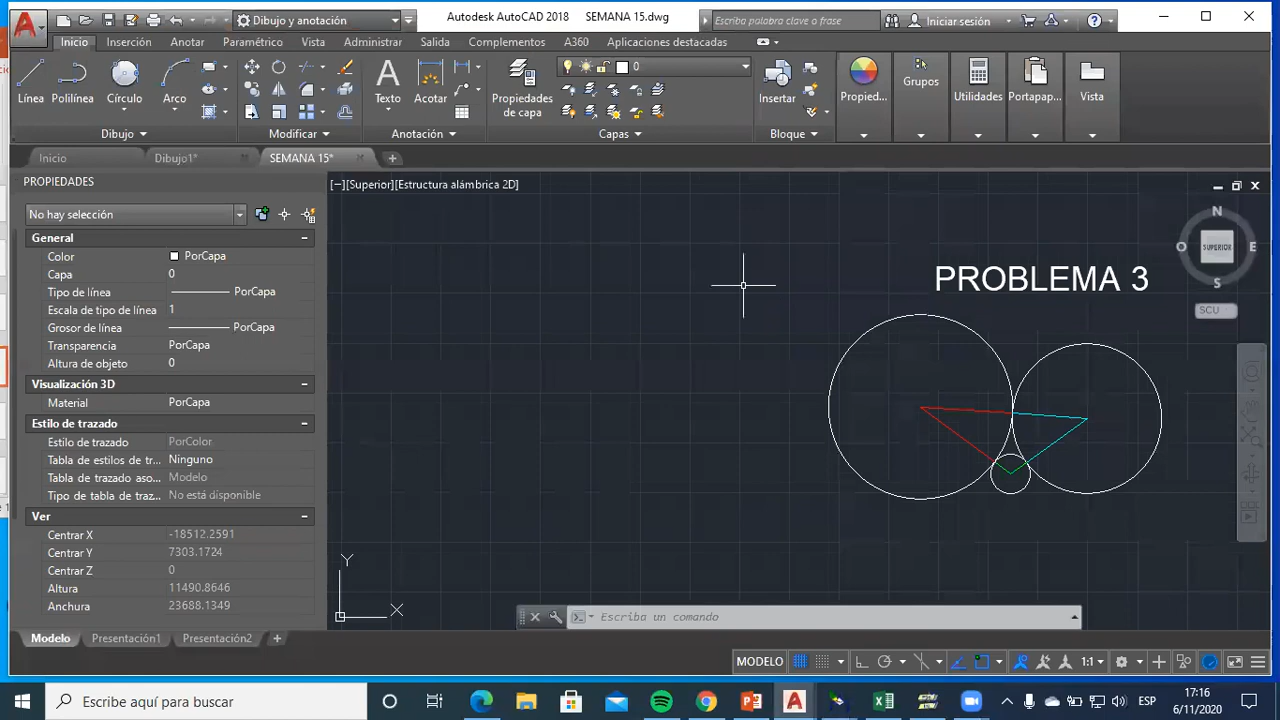 Dibujo y anotación
Autodesk AutoCAD 2018 SEMANA 15.dwg
Escriba palabra clave o frase
Iniciar sesión
Inicio Inserción Anotar Paramétrico Vista Administrar Salida Complementos A360 Aplicaciones destacadas
Línea Polilínea Círculo Arco
Texto Acotar
Propiedades de capa
0
Insertar
Propied...
Grupos
Utilidades
Portapap...
Vista
Dibujo Modificar Anotación Capas Bloque
Inicio Dibujo1* SEMANA 15*
PROPIEDADES
[−][Superior][Estructura alámbrica 2D]
No hay selección
General
Color PorCapa
Capa 0
Tipo de línea PorCapa
Escala de tipo de línea 1
Grosor de línea PorCapa
Transparencia PorCapa
Altura de objeto 0
Visualización 3D
Material PorCapa
Estilo de trazado
Estilo de trazado PorColor
Tabla de estilos de tr... Ninguno
Tabla de trazado aso... Modelo
Tipo de tabla de traz... No está disponible
Ver
Centrar X -18512.2591
Centrar Y 7303.1724
Centrar Z 0
Altura 11490.8646
Anchura 23688.1349
N
O SUPERIOR E
S
SCU
PROBLEMA 3
Y
X
Escriba un comando
Modelo Presentación1 Presentación2
MODELO
1:1
Escribe aquí para buscar
ESP
17:16
6/11/2020